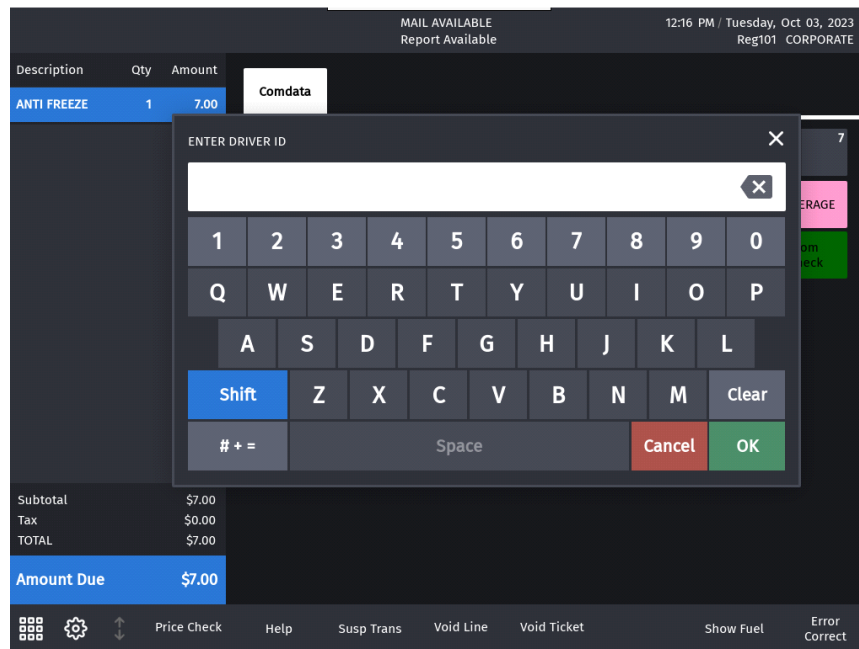 MAIL AVAILABLE
Report Available
12:16 PM / Tuesday, Oct 03, 2023
Reg101 CORPORATE
Description Qty Amount
ANTI FREEZE 1 7.00
Comdata
ENTER DRIVER ID
7
ERAGE
om
eck
1 2 3 4 5 6 7 8 9 0
Q W E R T Y U I O P
A S D F G H J K L
Shift Z X C V B N M Clear
# + = Space Cancel OK
Subtotal $7.00
Tax $0.00
TOTAL $7.00
Amount Due $7.00
Price Check Help Susp Trans Void Line Void Ticket Show Fuel Error Correct